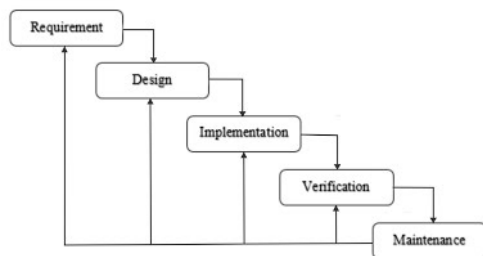 Requirement
Design
Implementation
Verification
Maintenance